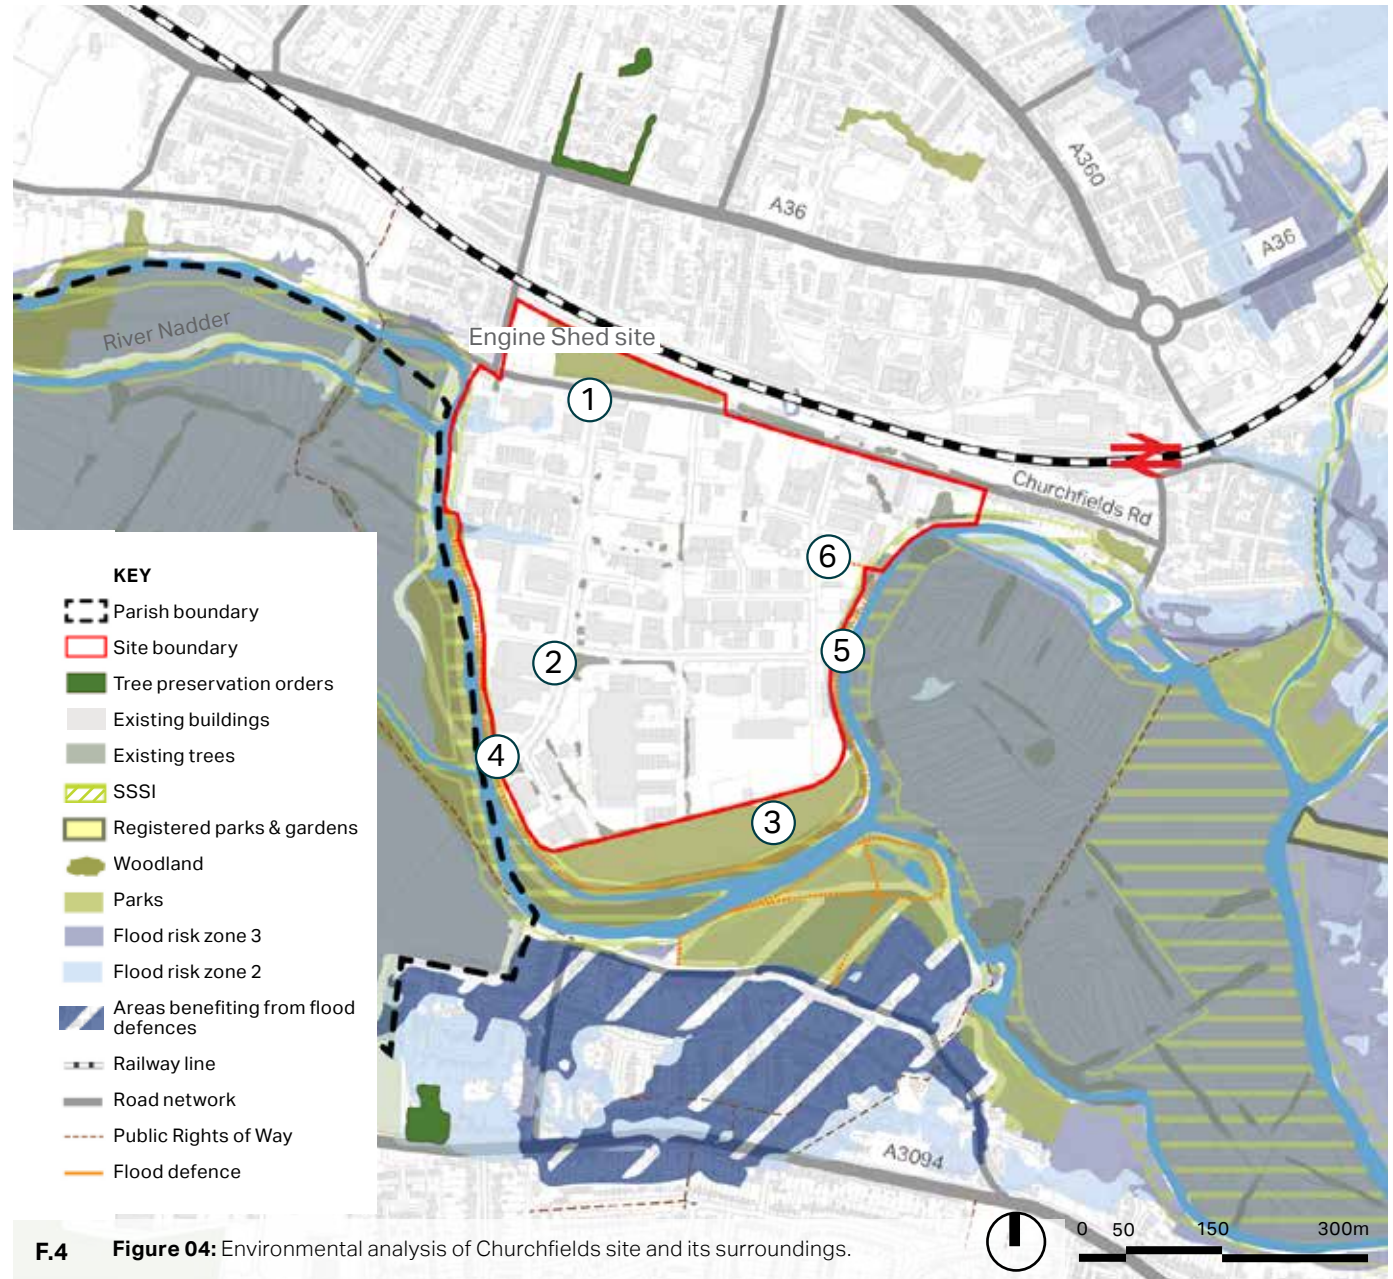 A36
A360
A36
River Nadder
Engine Shed site
1
Churchfields Rd
6
5
2
4
3
KEY
Parish boundary
Site boundary
Tree preservation orders
Existing buildings
Existing trees
SSSI
Registered parks & gardens
Woodland
Parks
Flood risk zone 3
Flood risk zone 2
Areas benefiting from flood
defences
Railway line
Road network
Public Rights of Way
Flood defence
A3094
0 50 150 300m
F.4 Figure 04: Environmental analysis of Churchfields site and its surroundings.